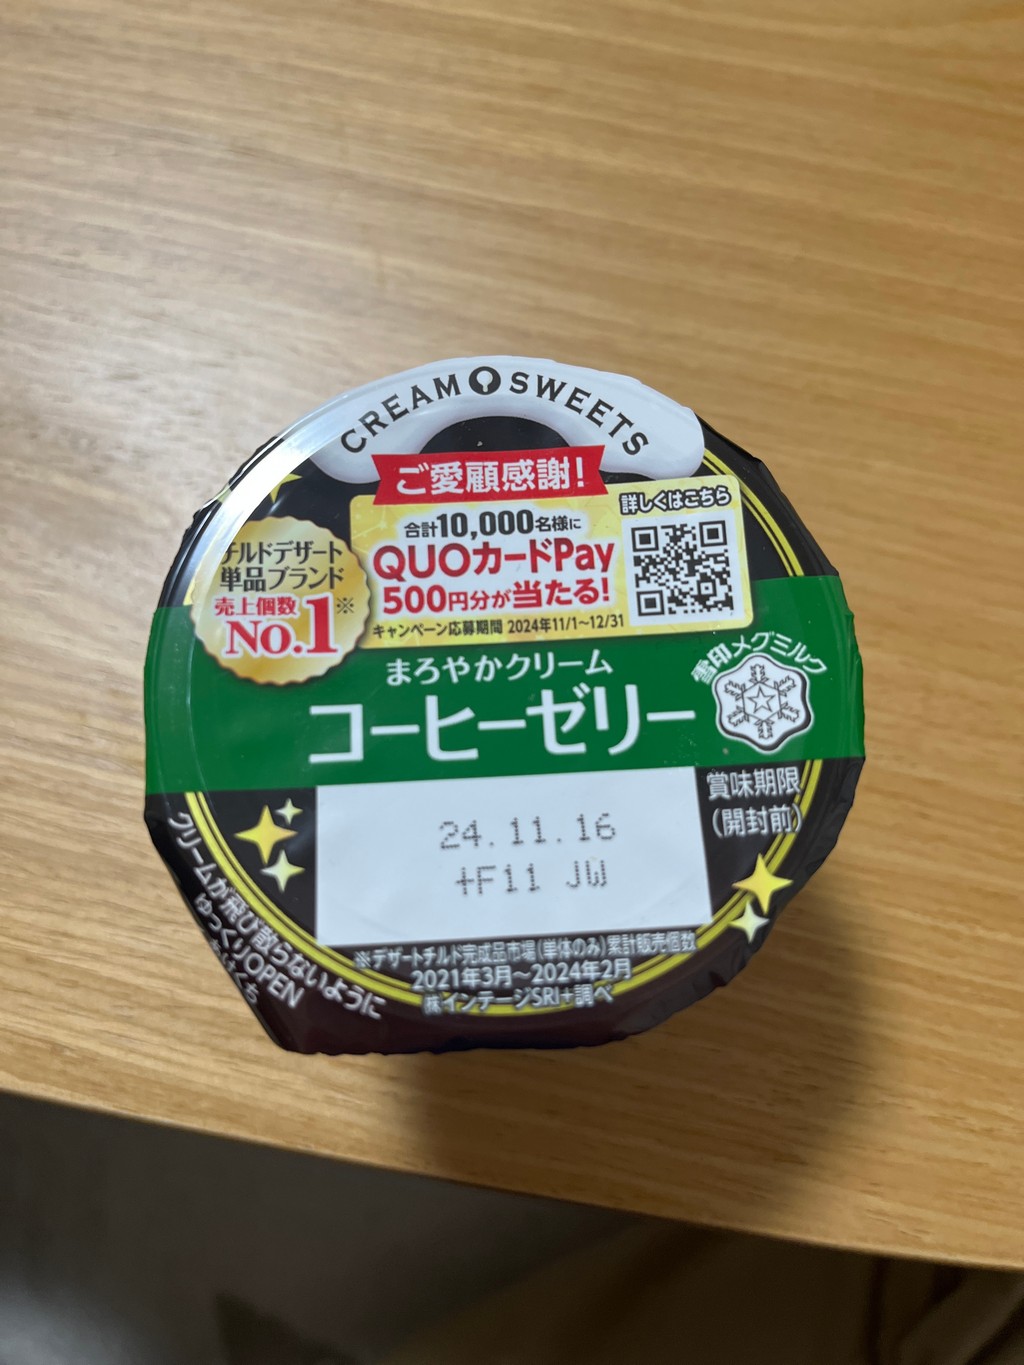 CREAM SWEETS
ご愛顧感謝!
詳しくはこちら
合計10,000名様に
QUOカードPay
500円分が当たる!
キャンペーン応募期間 2024年11/1~12/31
チルドデザート
単品ブランド
売上個数
No.1※
まろやかクリーム
コーヒーゼリー
雪印メグミルク
賞味期限
(開封前)
24.11.16
+F11 JW
※デザートチルド完成品市場(単体のみ)累計販売個数
2021年3月~2024年2月
㈱インテージSRI+調べ
クリームが飛び散らないように
ゆっくりOPEN
あけくち